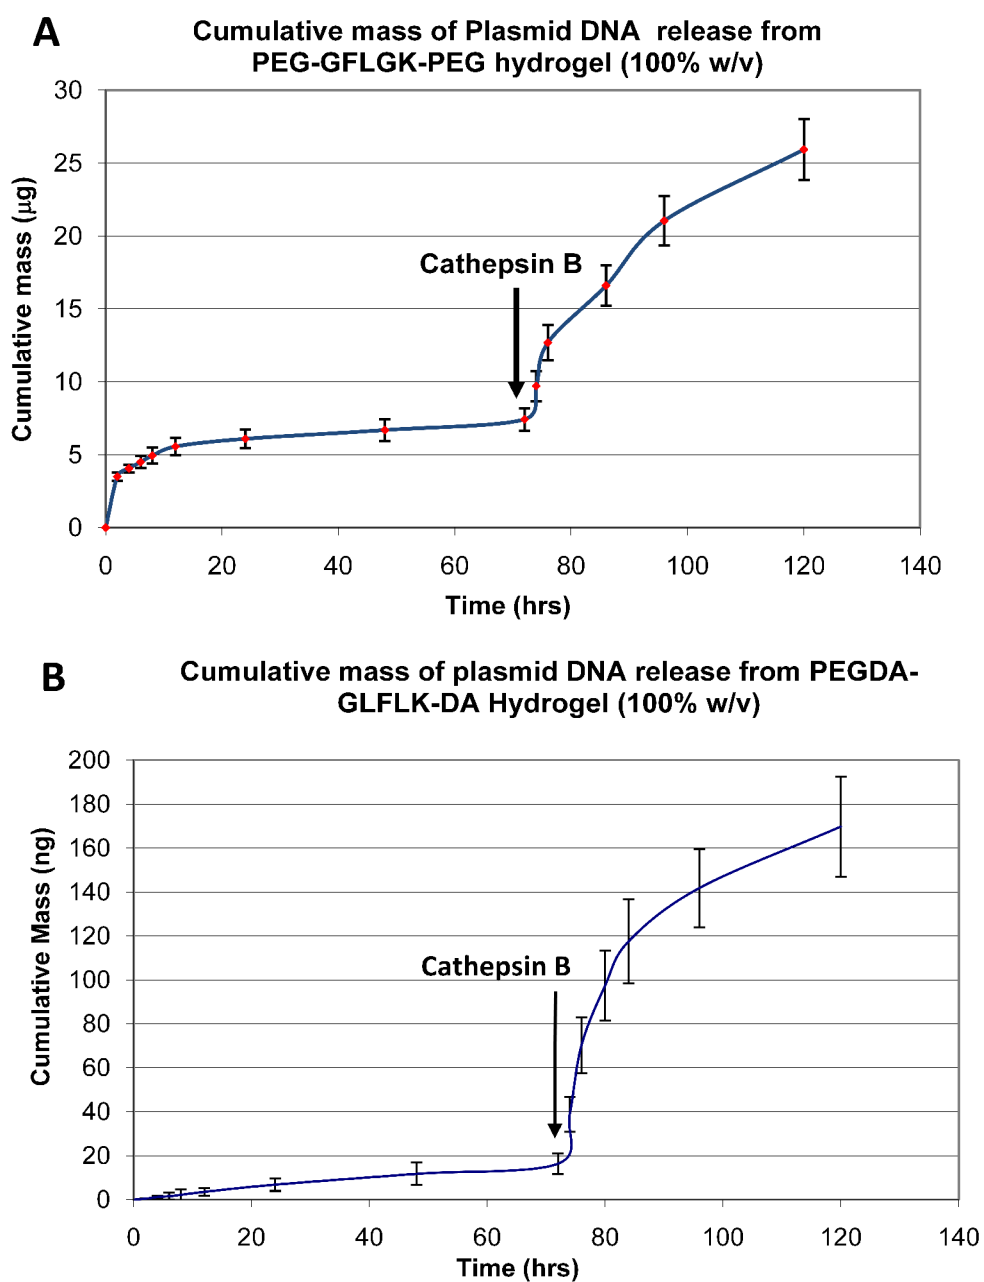 A
Cumulative mass of Plasmid DNA release from
PEG-GFLGK-PEG hydrogel (100% w/v)
30
25
20
15
10
5
0
Cumulative mass (µg)
Cathepsin B
0 20 40 60 80 100 120 140
Time (hrs)
B
Cumulative mass of plasmid DNA release from PEGDA-
GLFLK-DA Hydrogel (100% w/v)
200
180
160
140
120
100
80
60
40
20
0
Cumulative Mass (ng)
Cathepsin B
0 20 40 60 80 100 120 140
Time (hrs)